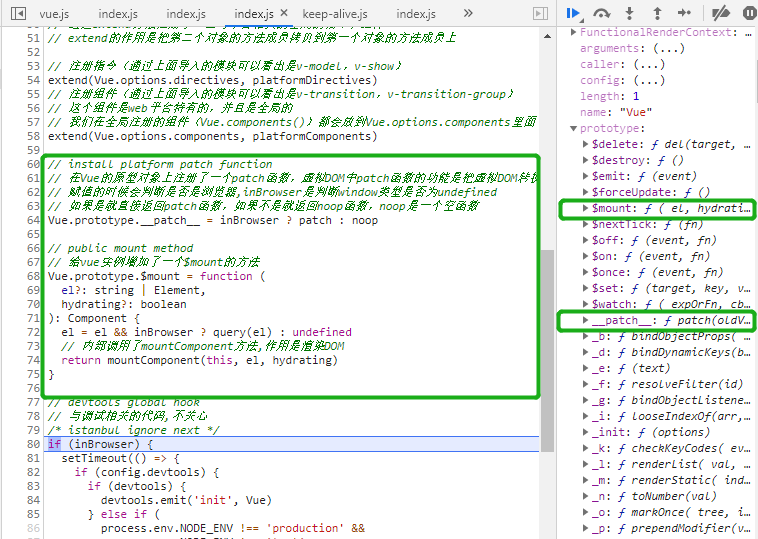 vue.js index.js index.js index.js × keep-alive.js index.js »
51 // extend的作用是把第二个对象的方法成员拷贝到第一个对象的方法成员上
52
53 // 注册指令（通过上面导入的模块可以看出是v-model，v-show）
54 extend(Vue.options.directives, platformDirectives)
55 // 注册组件（通过上面导入的模块可以看出是v-transition，v-transition-group）
56 // 这个组件是web平台特有的，并且是全局的
57 // 我们在全局注册的组件（Vue.components()）都会放到Vue.options.components里面
58 extend(Vue.options.components, platformComponents)
59
60 // install platform patch function
61 // 在Vue的原型对象上注册了一个patch函数，虚拟DOM中patch函数的功能是把虚拟DOM转换
62 // 赋值的时候会判断是否是浏览器,inBrowser是判断window类型是否为undefined
63 // 如果是就直接返回patch函数，如果不是就返回noop函数，noop是一个空函数
64 Vue.prototype.__patch__ = inBrowser ? patch : noop
65
66 // public mount method
67 // 给vue实例增加了一个$mount的方法
68 Vue.prototype.$mount = function (
69 el?: string | Element,
70 hydrating?: boolean
71 ): Component {
72 el = el && inBrowser ? query(el) : undefined
73 // 内部调用了mountComponent方法,作用是渲染DOM
74 return mountComponent(this, el, hydrating)
75 }
76
77 // devtools global hook
78 // 与调试相关的代码,不关心
79 /* istanbul ignore next */
80 if (inBrowser) {
81 setTimeout(() => {
82 if (config.devtools) {
83 if (devtools) {
84 devtools.emit('init', Vue)
85 } else if (
86 process.env.NODE_ENV !== 'production' &&
FunctionalRenderContext: …
arguments: (...)
caller: (...)
config: (...)
length: 1
name: "Vue"
prototype:
$delete: ƒ del(target, …
$destroy: ƒ ()
$emit: ƒ (event)
$forceUpdate: ƒ ()
$mount: ƒ ( el, hydrati…
$nextTick: ƒ (fn)
$off: ƒ (event, fn)
$on: ƒ (event, fn)
$once: ƒ (event, fn)
$set: ƒ (target, key, v…
$watch: ƒ ( expOrFn, cb…
__patch__: ƒ patch(oldV…
_b: ƒ bindObjectProps( …
_d: ƒ bindDynamicKeys(b…
_e: ƒ (text)
_f: ƒ resolveFilter(id)
_g: ƒ bindObjectListene…
_i: ƒ looseIndexOf(arr,…
_init: ƒ (options)
_k: ƒ checkKeyCodes( ev…
_l: ƒ renderList( val, …
_m: ƒ renderStatic( ind…
_n: ƒ toNumber(val)
_o: ƒ markOnce( tree, i…
_p: ƒ prependModifier(v…